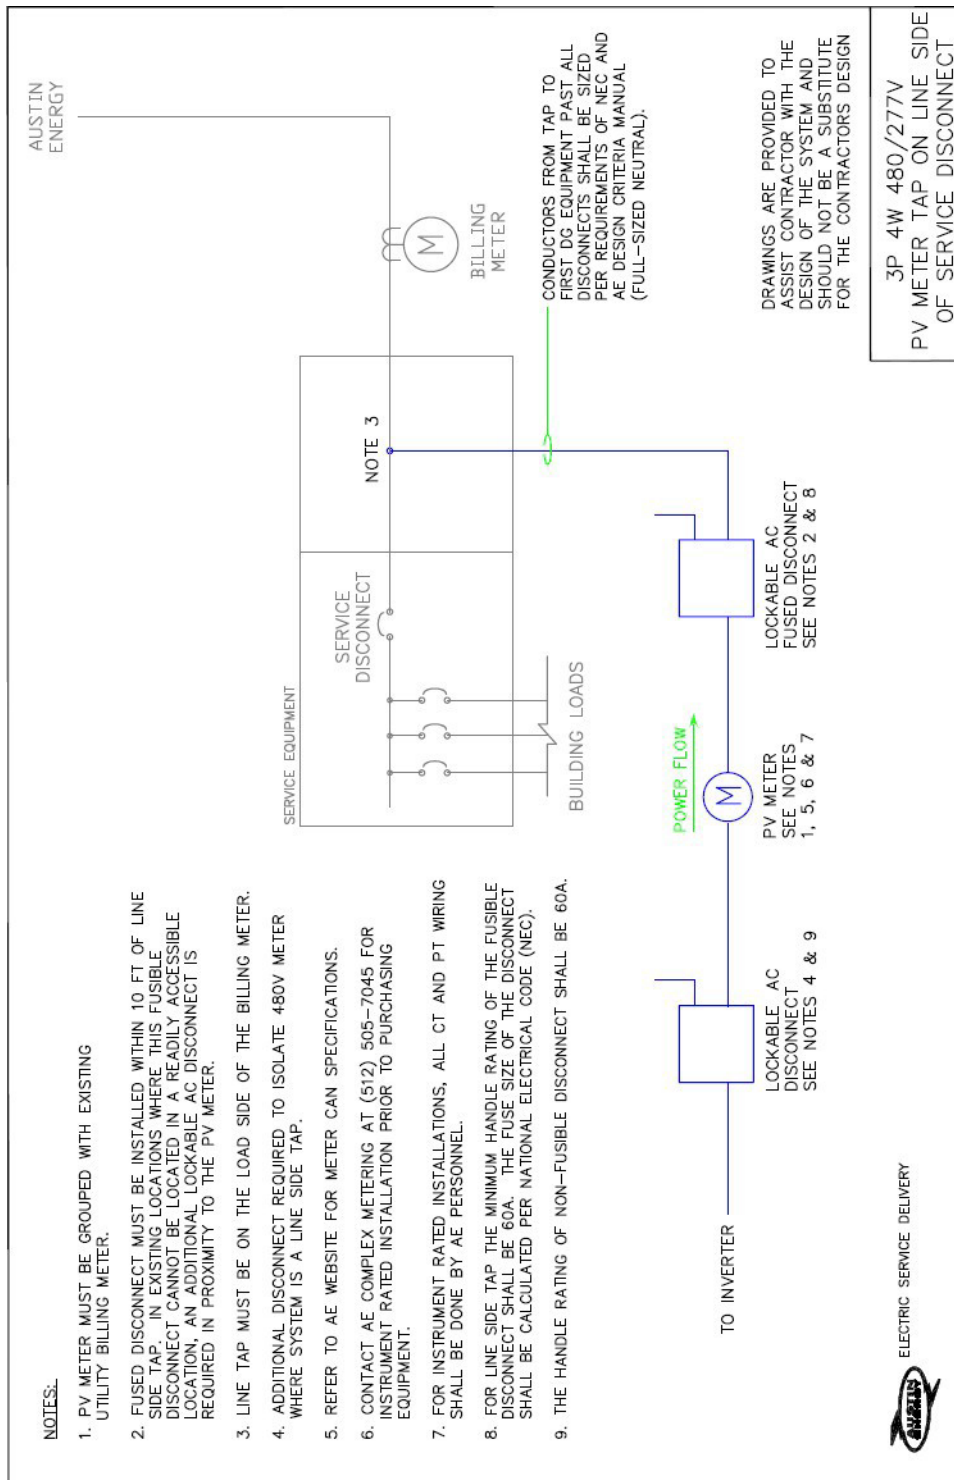 NOTES:
1. PV METER MUST BE GROUPED WITH EXISTING
UTILITY BILLING METER.
2. FUSED DISCONNECT MUST BE INSTALLED WITHIN 10 FT OF LINE
SIDE TAP. IN EXISTING LOCATIONS WHERE THIS FUSIBLE
DISCONNECT CANNOT BE LOCATED IN A READILY ACCESSIBLE
LOCATION, AN ADDITIONAL LOCKABLE AC DISCONNECT IS
REQUIRED IN PROXIMITY TO THE PV METER.
3. LINE TAP MUST BE ON THE LOAD SIDE OF THE BILLING METER.
4. ADDITIONAL DISCONNECT REQUIRED TO ISOLATE 480V METER
WHERE SYSTEM IS A LINE SIDE TAP.
5. REFER TO AE WEBSITE FOR METER CAN SPECIFICATIONS.
6. CONTACT AE COMPLEX METERING AT (512) 505-7045 FOR
INSTRUMENT RATED INSTALLATION PRIOR TO PURCHASING
EQUIPMENT.
7. FOR INSTRUMENT RATED INSTALLATIONS, ALL CT AND PT WIRING
SHALL BE DONE BY AE PERSONNEL.
8. FOR LINE SIDE TAP THE MINIMUM HANDLE RATING OF THE FUSIBLE
DISCONNECT SHALL BE 60A. THE FUSE SIZE OF THE DISCONNECT
SHALL BE CALCULATED PER NATIONAL ELECTRICAL CODE (NEC).
9. THE HANDLE RATING OF NON-FUSIBLE DISCONNECT SHALL BE 60A.
AUSTIN
ENERGY
SERVICE EQUIPMENT
SERVICE
DISCONNECT
NOTE 3
M
BILLING
METER
BUILDING LOADS
CONDUCTORS FROM TAP TO
FIRST DG EQUIPMENT PAST ALL
DISCONNECTS SHALL BE SIZED
PER REQUIREMENTS OF NEC AND
AE DESIGN CRITERIA MANUAL
(FULL-SIZED NEUTRAL).
POWER FLOW
M
TO INVERTER
LOCKABLE AC
DISCONNECT
SEE NOTES 4 & 9
PV METER
SEE NOTES
1, 5, 6 & 7
LOCKABLE AC
FUSED DISCONNECT
SEE NOTES 2 & 8
DRAWINGS ARE PROVIDED TO
ASSIST CONTRACTOR WITH THE
DESIGN OF THE SYSTEM AND
SHOULD NOT BE A SUBSTITUTE
FOR THE CONTRACTORS DESIGN
AUSTIN
ENERGY
ELECTRIC SERVICE DELIVERY
3P 4W 480/277V
PV METER TAP ON LINE SIDE
OF SERVICE DISCONNECT